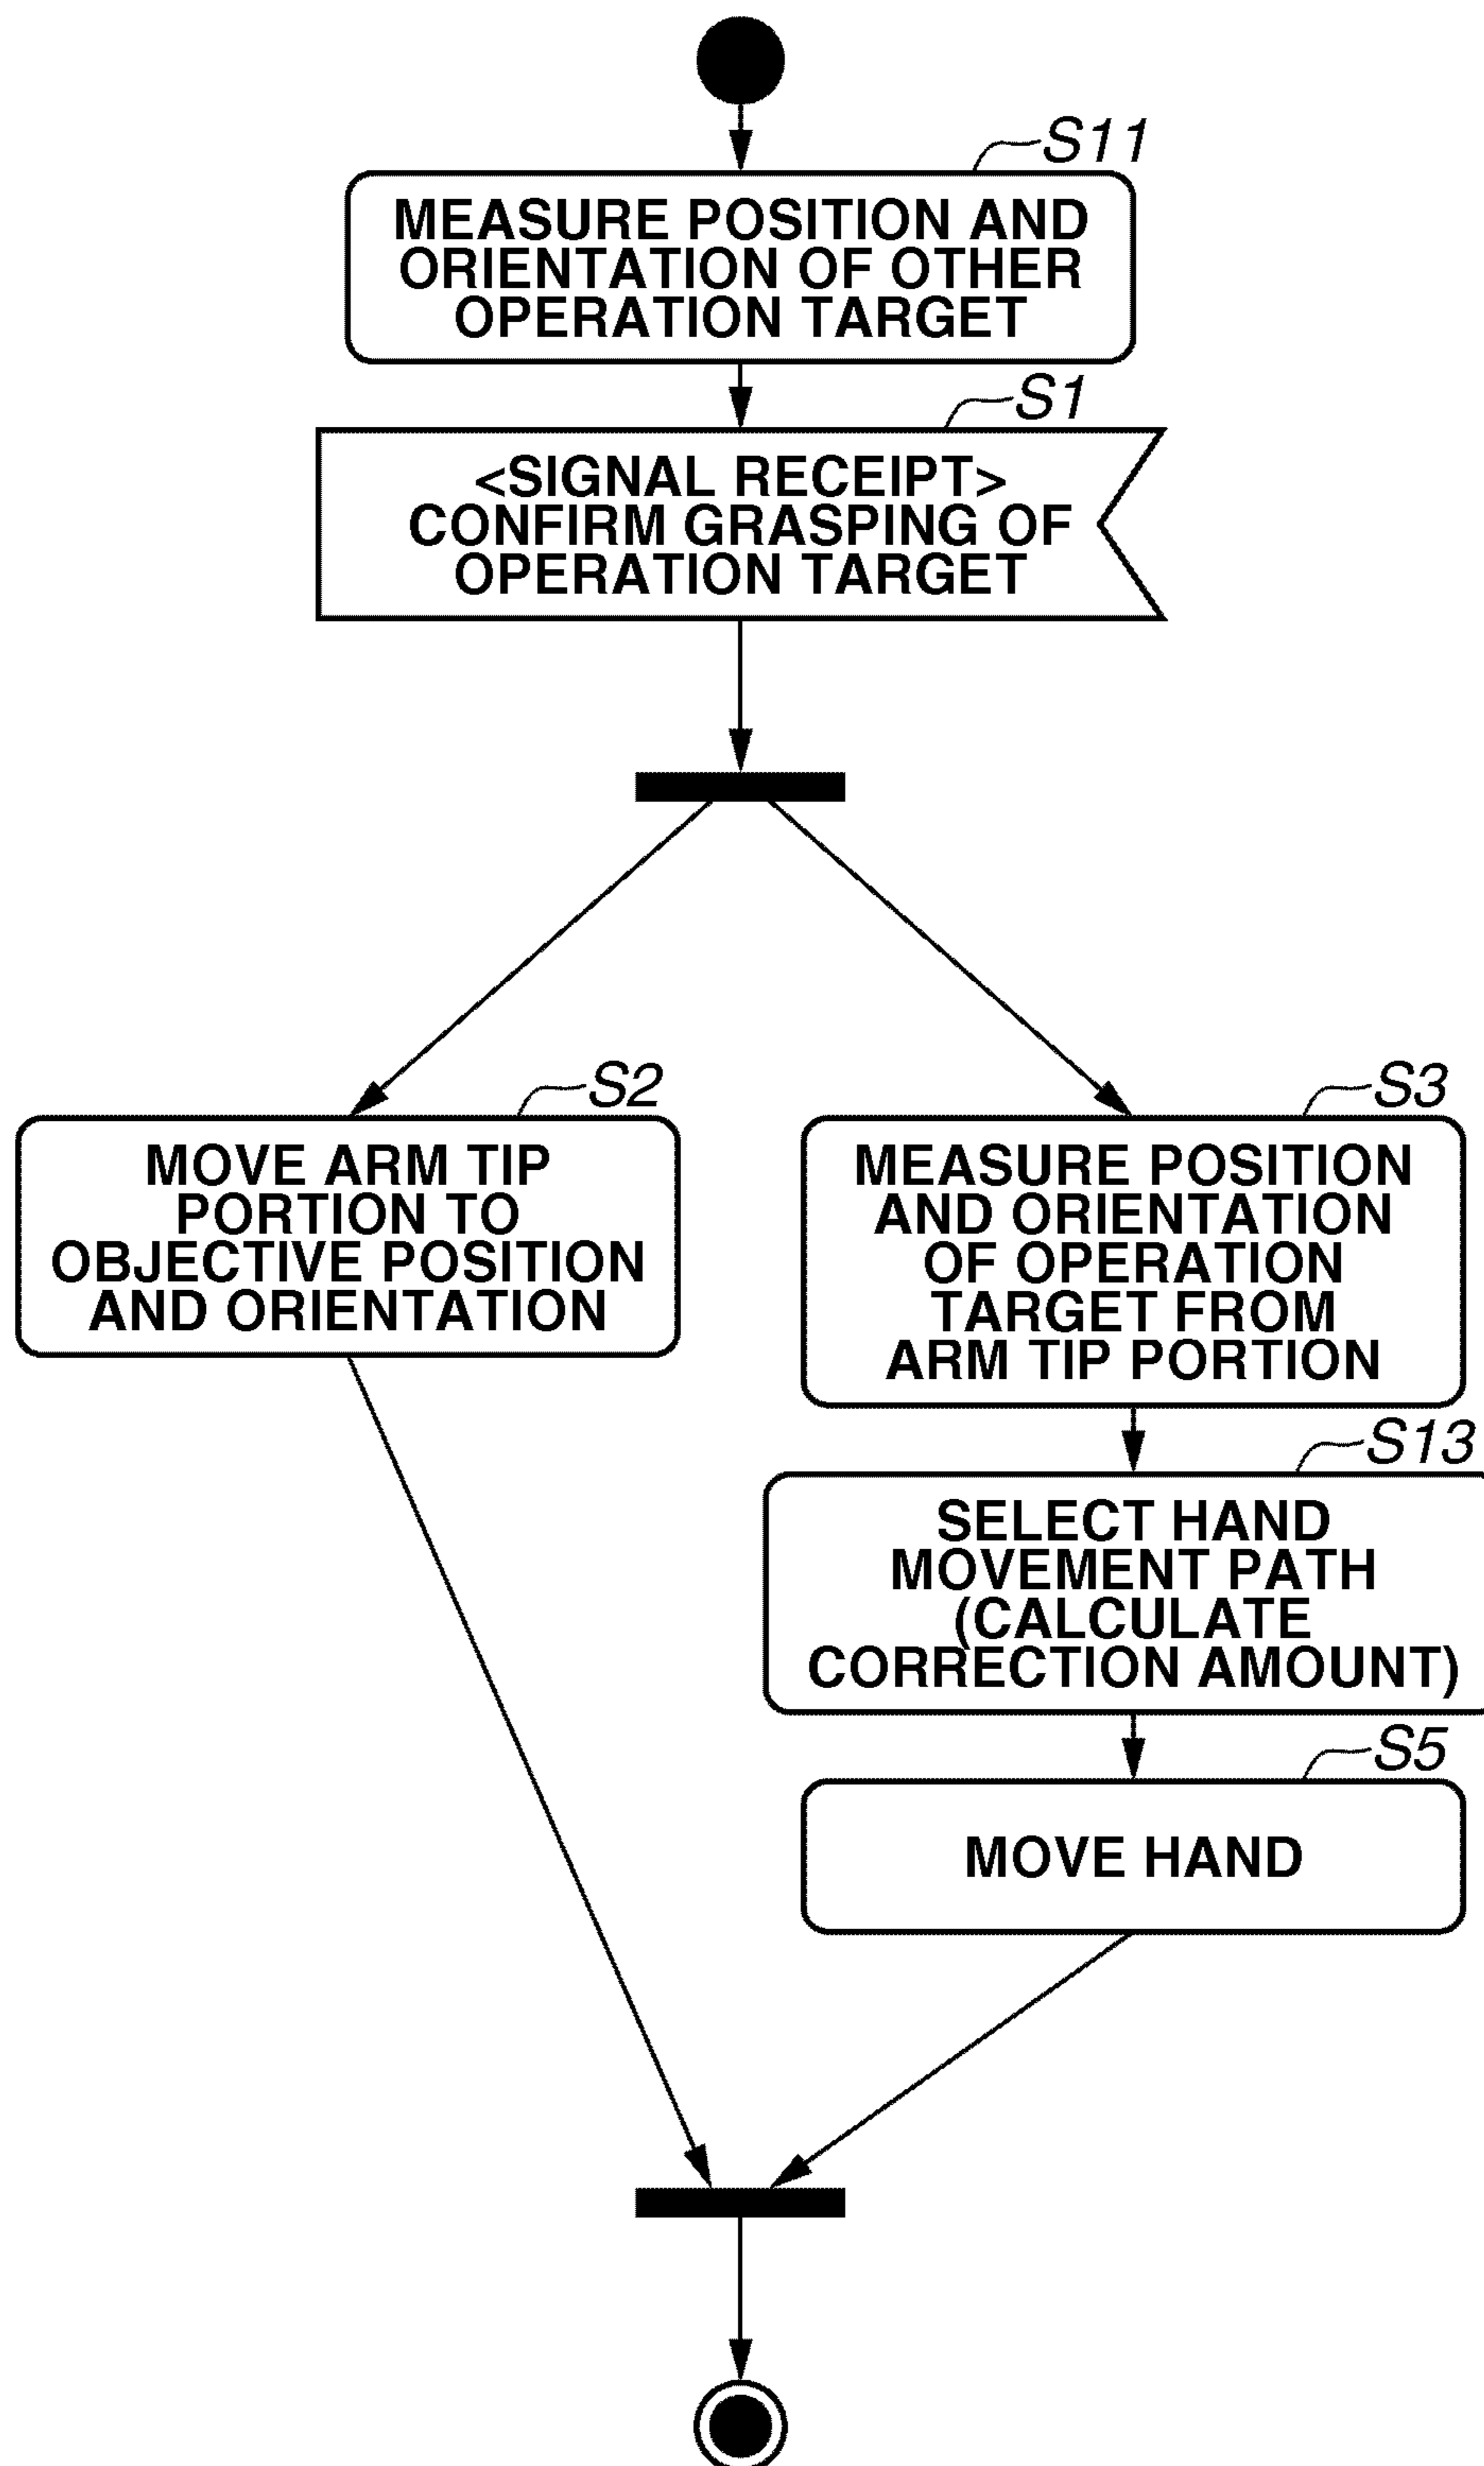 S11
MEASURE POSITION AND
ORIENTATION OF OTHER
OPERATION TARGET
S1
<SIGNAL RECEIPT>
CONFIRM GRASPING OF
OPERATION TARGET
S2
MOVE ARM TIP
PORTION TO
OBJECTIVE POSITION
AND ORIENTATION
S3
MEASURE POSITION
AND ORIENTATION
OF OPERATION
TARGET FROM
ARM TIP PORTION
S13
SELECT HAND
MOVEMENT PATH
(CALCULATE
CORRECTION AMOUNT)
S5
MOVE HAND